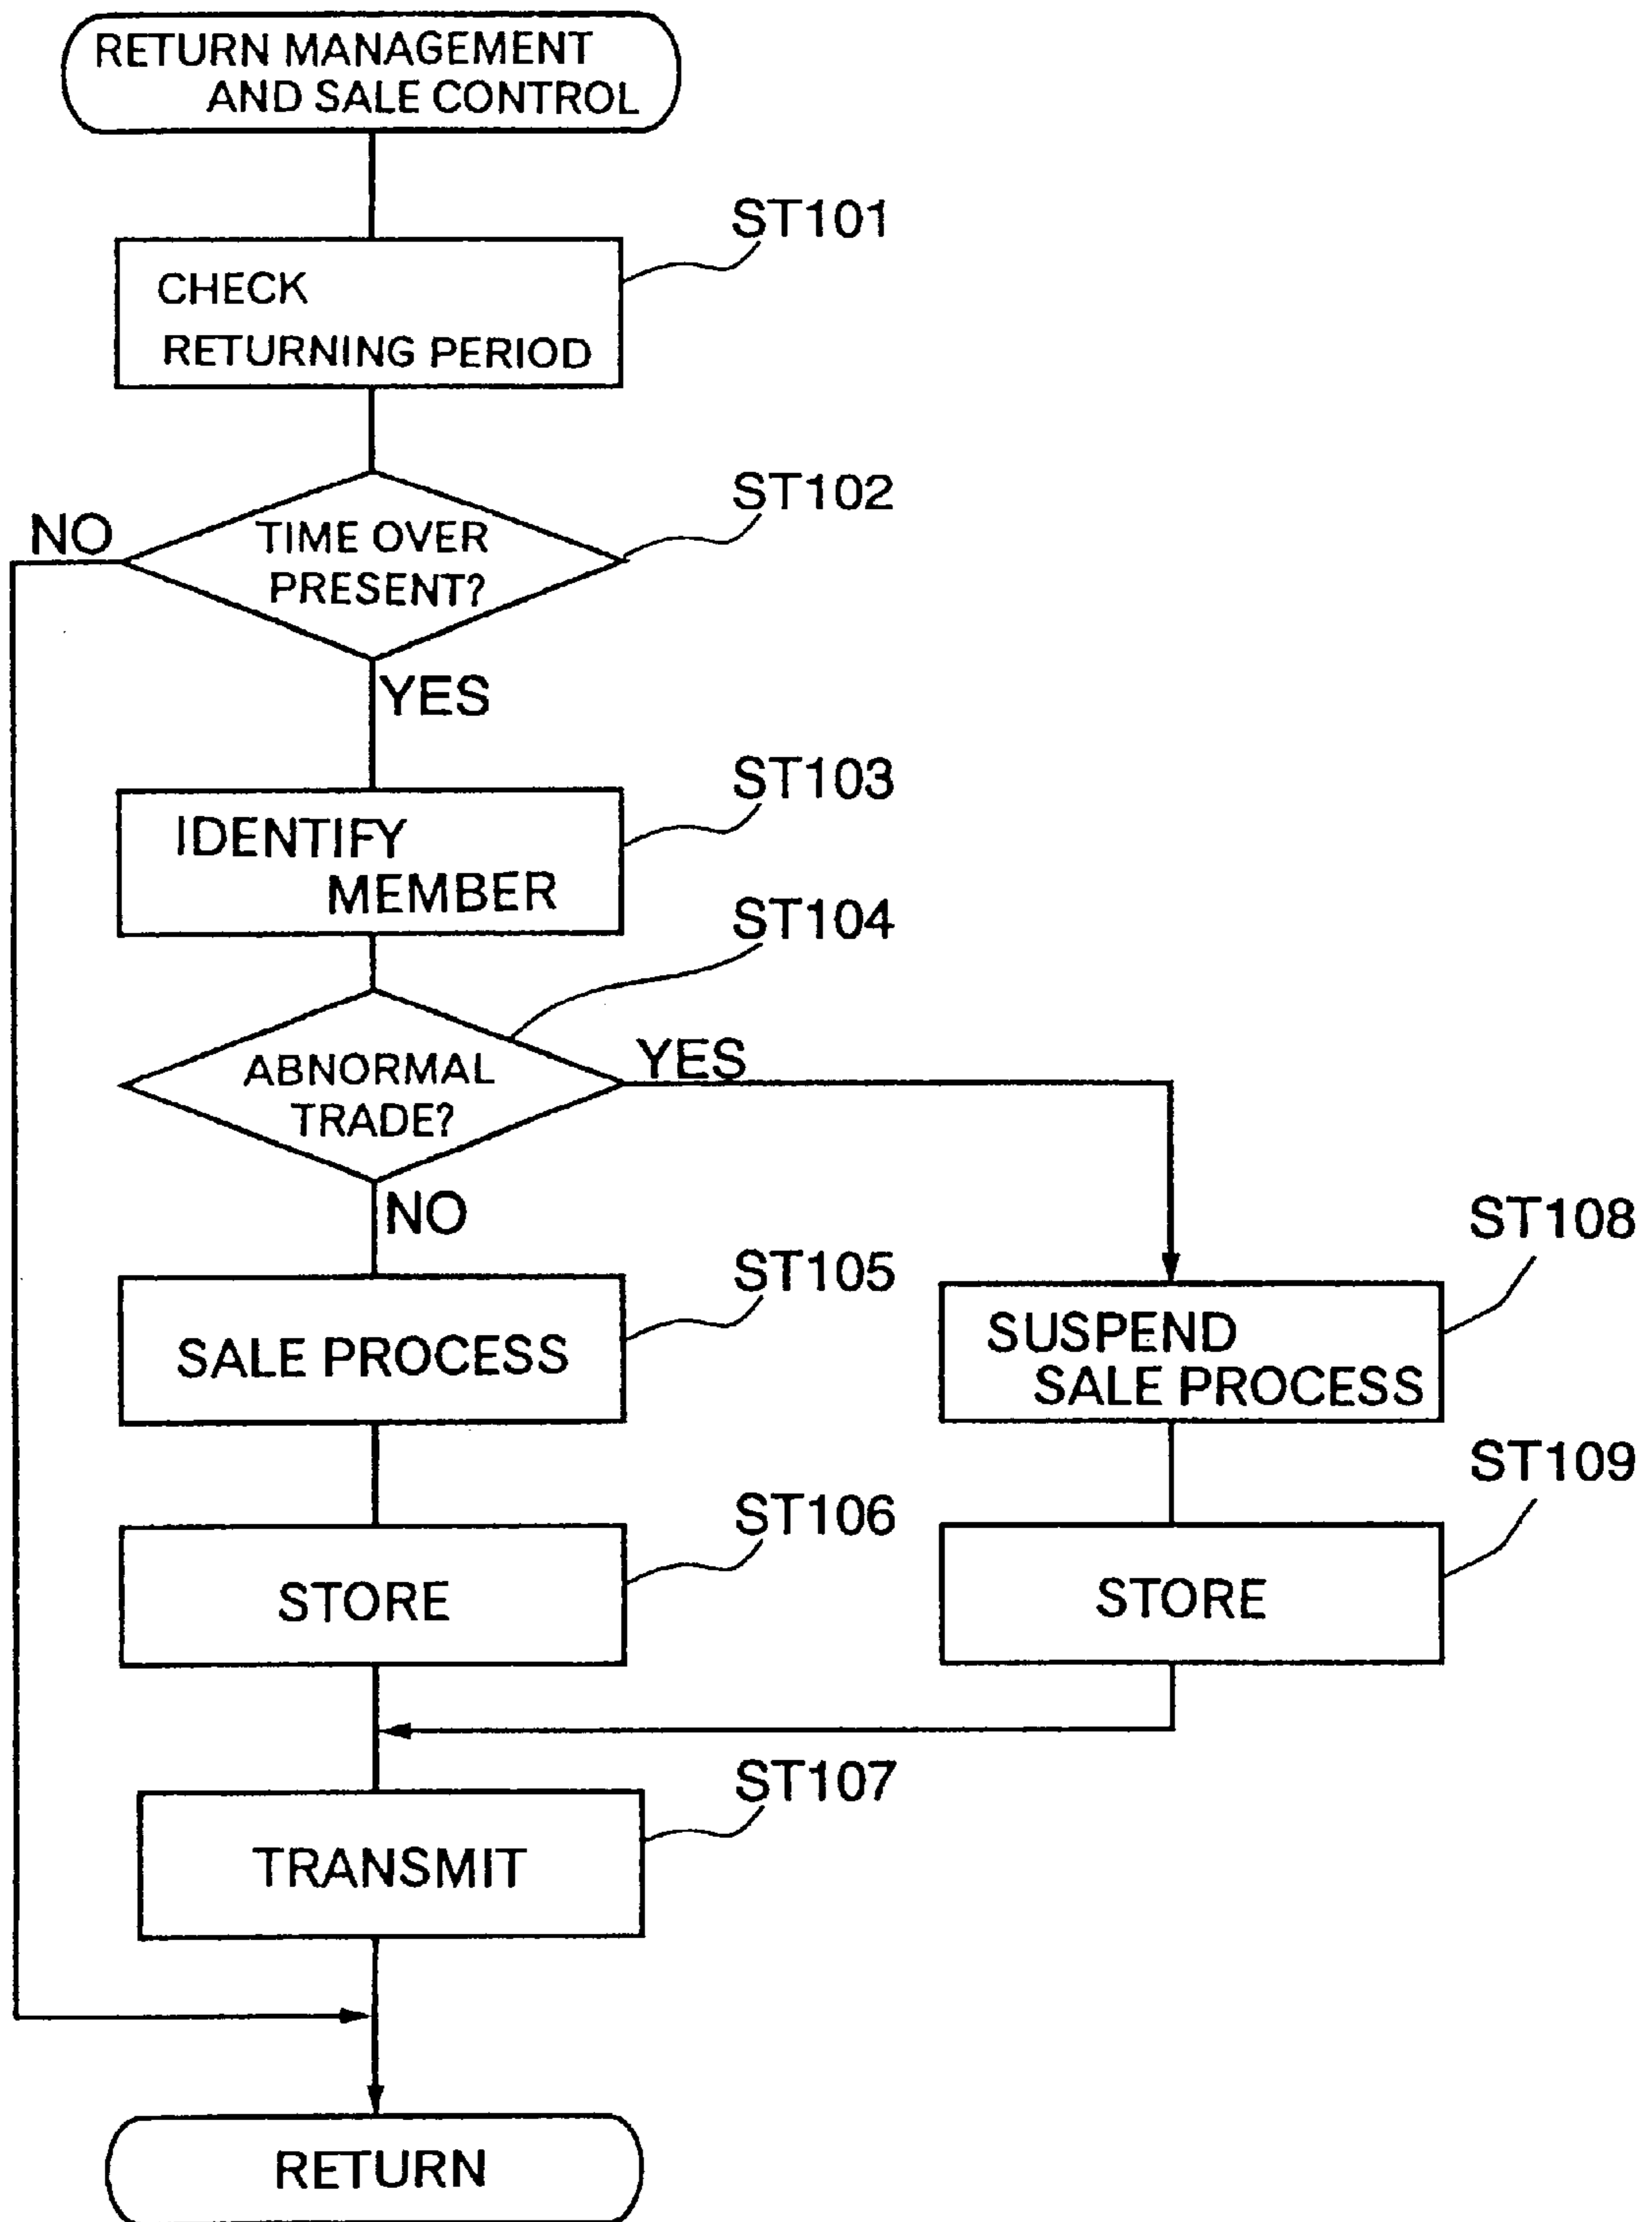 RETURN MANAGEMENT
AND SALE CONTROL
ST101
CHECK
RETURNING PERIOD
ST102
NO
TIME OVER
PRESENT?
YES
ST103
IDENTIFY
MEMBER
ST104
ABNORMAL
TRADE?
YES
NO
ST105
SALE PROCESS
ST108
SUSPEND
SALE PROCESS
ST106
STORE
ST109
STORE
ST107
TRANSMIT
RETURN